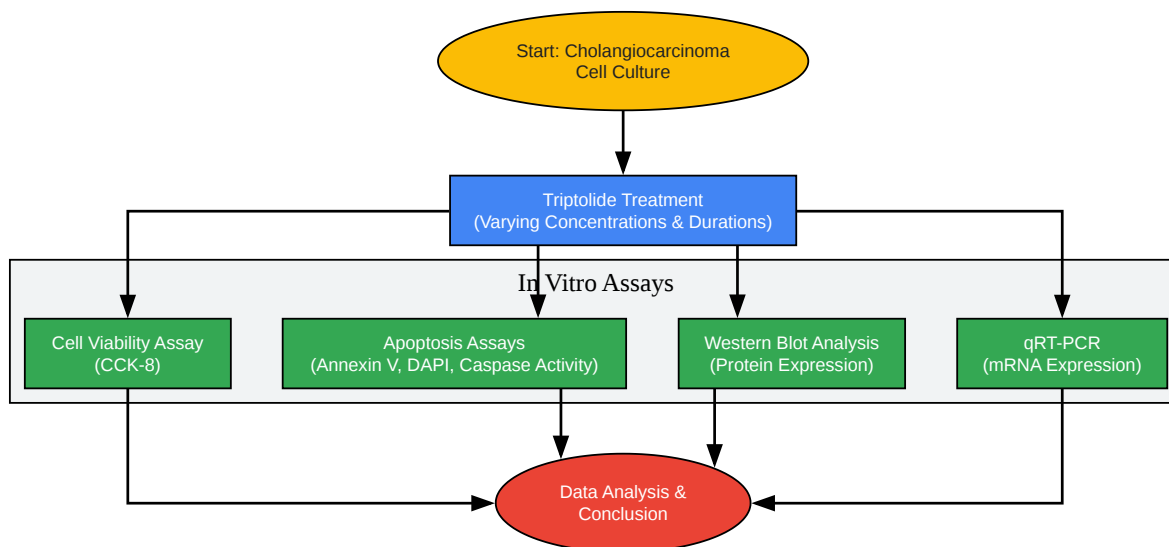 Start: Cholangiocarcinoma
Cell Culture
Triptolide Treatment
(Varying Concentrations & Durations)
In Vitro Assays
Cell Viability Assay
(CCK-8)
Apoptosis Assays
(Annexin V, DAPI, Caspase Activity)
Western Blot Analysis
(Protein Expression)
qRT-PCR
(mRNA Expression)
Data Analysis &
Conclusion